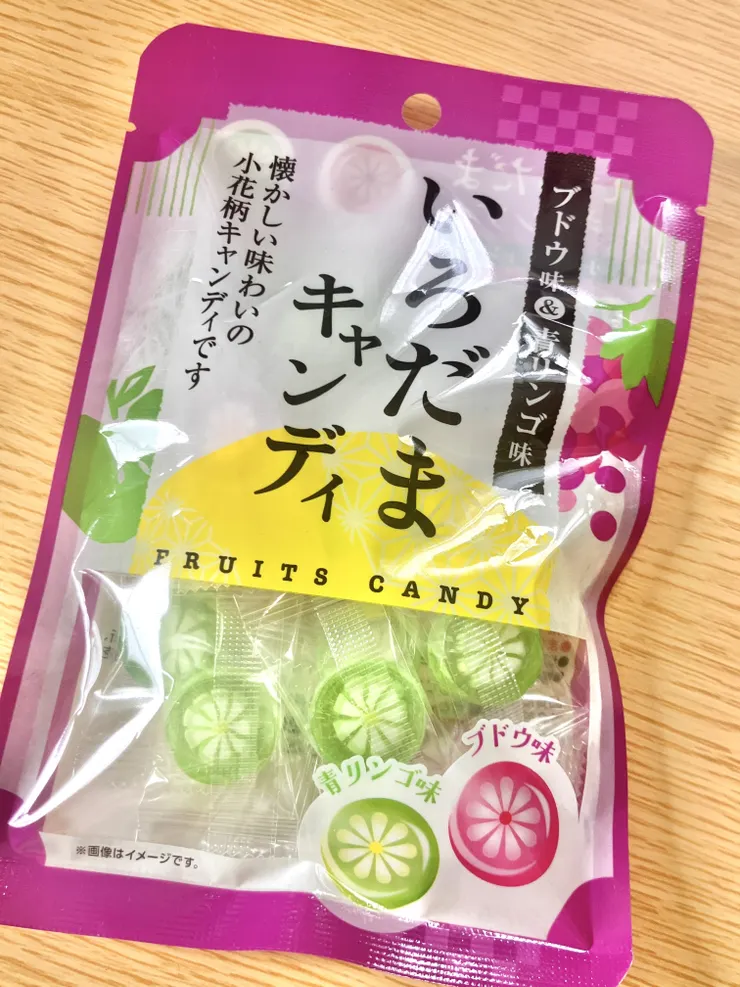 ブドウ味&青リンゴ味
いろだま
キャンディ
懐かしい味わいの
小花柄キャンディです
FRUITS CANDY
ブドウ味
青リンゴ味
※画像はイメージです。